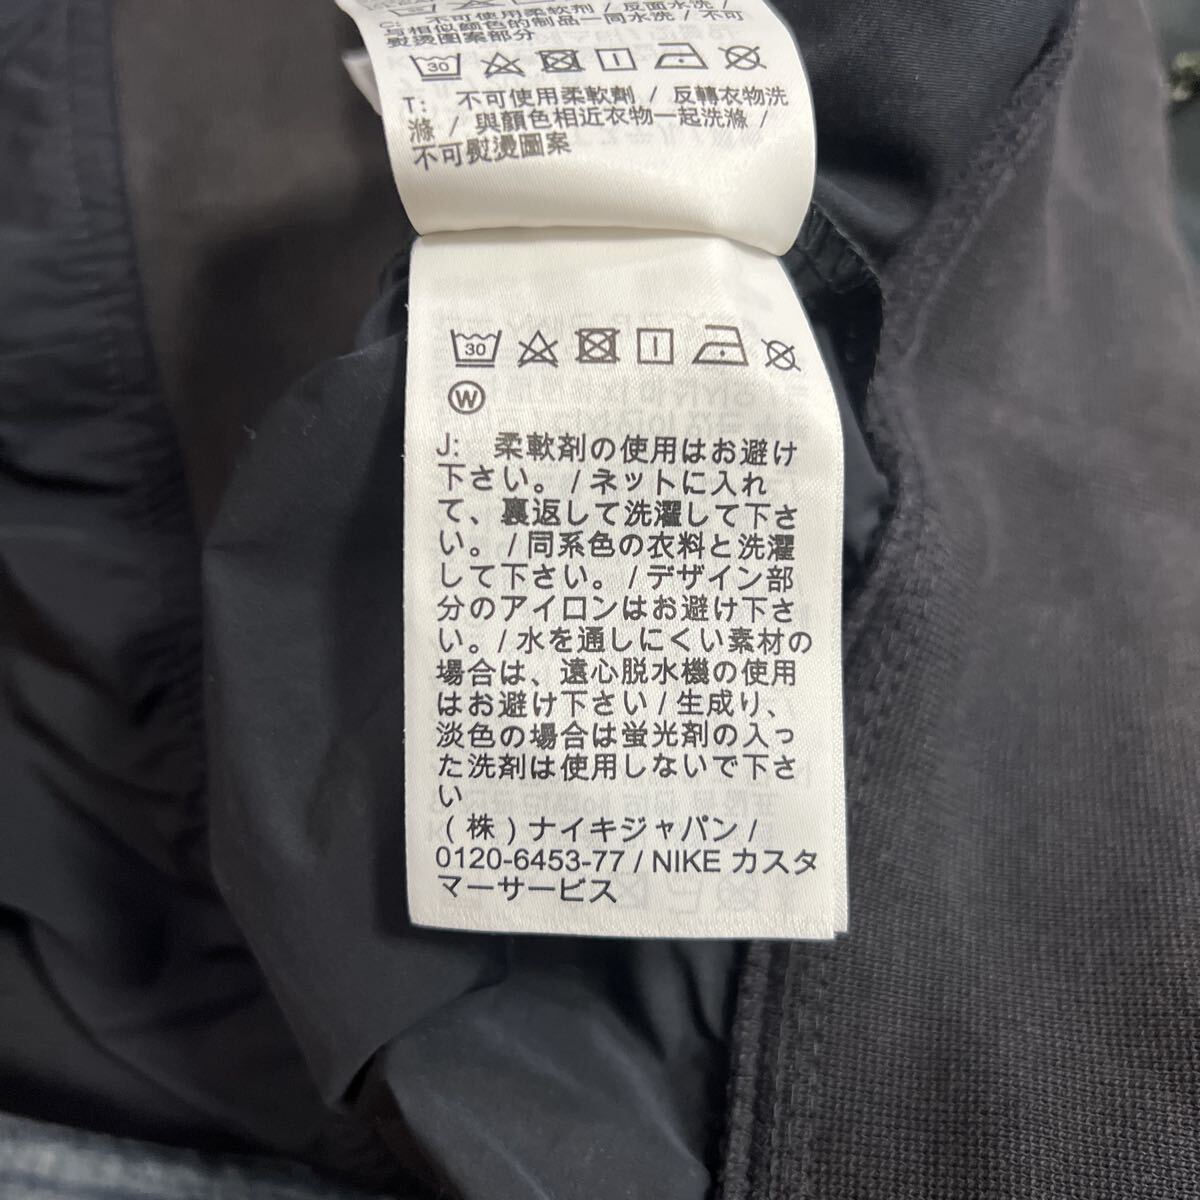 C: 不可使用柔軟剂 / 反面水洗 /
与相似颜色的制品一同水洗 / 不可
熨烫图案部分
30
T: 不可使用柔軟劑 / 反轉衣物洗
滌 / 與顏色相近衣物一起洗滌 /
不可熨燙圖案
30
W
J: 柔軟剤の使用はお避け
下さい。/ ネットに入れ
て、裏返して洗濯して下さ
い。/ 同系色の衣料と洗濯
して下さい。/ デザイン部
分のアイロンはお避け下さ
い。/ 水を通しにくい素材の
場合は、遠心脱水機の使用
はお避け下さい / 生成り、
淡色の場合は蛍光剤の入っ
た洗剤は使用しないで下さ
い
( 株 ) ナイキジャパン /
0120-6453-77 / NIKE カスタ
マーサービス